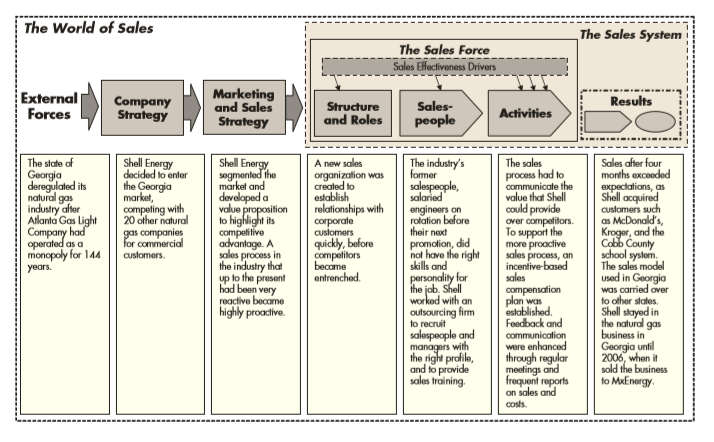 The World of Sales
The Sales System
The Sales Force
Sales Effectiveness Drivers
External
Forces
Company
Strategy
Marketing
and Sales
Strategy
Structure
and Roles
Sales-
people
Activities
Results
The state of
Georgia
deregulated its
natural gas
industry after
Atlanta Gas Light
Company had
operated as a
monopoly for 144
years.
Shell Energy
decided to enter
the Georgia
market,
competing with
20 other natural
gas companies
for commercial
customers.
Shell Energy
segmented the
market and
developed a
value proposition
to highlight its
competitive
advantage. A
sales process in
the industry that
up to the present
had been very
reactive became
highly proactive.
A new sales
organization was
created to
establish
relationships with
corporate
customers
quickly, before
competitors
became
entrenched.
The industry's
former
salespeople,
salaried
engineers on
rotation before
their next
promotion, did
not have the right
skills and
personality for
the job. Shell
worked with an
outsourcing firm
to recruit
salespeople and
managers with
the right profile,
and to provide
sales training.
The sales
process had to
communicate the
value that Shell
could provide
over competitors.
To support the
more proactive
sales process, an
incentive-based
sales
compensation
plan was
established.
Feedback and
communication
were enhanced
through regular
meetings and
frequent reports
on sales and
costs.
Sales after four
months exceeded
expectations, as
Shell acquired
customers such
as McDonald's,
Kroger, and the
Cobb County
school system.
The sales model
used in Georgia
was carried over
to other states.
Shell stayed in
the natural gas
business in
Georgia until
2006, when it
sold the business
to MxEnergy.